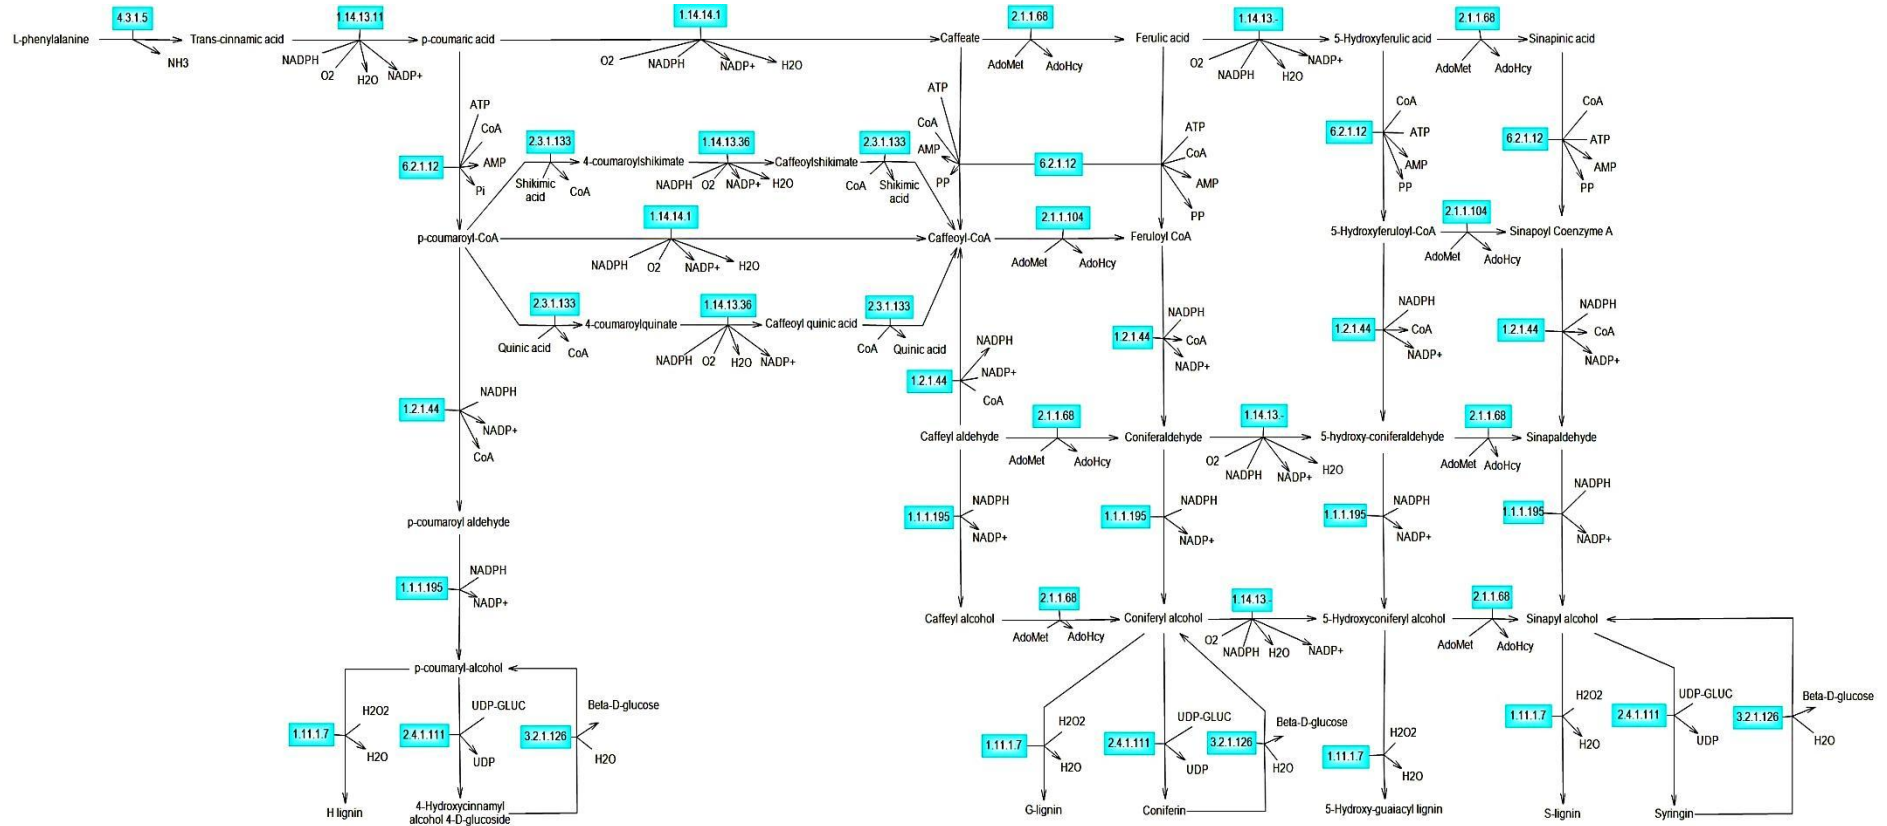 4.3.1.5
1.14.13.11
1.14.14.1
2.1.1.68
1.14.13.-
2.1.1.68
L-phenylalanine
Trans-cinnamic acid
p-coumaric acid
Caffeate
Ferulic acid
5-Hydroxyferulic acid
Sinapinic acid
NH3
NADPH
O2
H2O
NADP+
O2
NADPH
NADP+
H2O
AdoMet
AdoHcy
O2
NADPH
H2O
NADP+
AdoMet
AdoHcy
ATP
CoA
6.2.1.12
AMP
Pi
2.3.1.133
1.14.13.36
2.3.1.133
4-coumaroylshikimate
Caffeoylshikimate
Shikimic
acid
CoA
NADPH
O2
NADP+
H2O
CoA
Shikimic
acid
ATP
CoA
AMP
PP
6.2.1.12
ATP
CoA
AMP
PP
6.2.1.12
CoA
ATP
AMP
PP
6.2.1.12
CoA
ATP
AMP
PP
1.14.14.1
2.1.1.104
2.1.1.104
p-coumaroyl-CoA
Caffeoyl-CoA
Feruloyl CoA
5-Hydroxyferuloyl-CoA
Sinapoyl Coenzyme A
NADPH
O2
NADP+
H2O
AdoMet
AdoHcy
AdoMet
AdoHcy
2.3.1.133
1.14.13.36
2.3.1.133
4-coumaroylquinate
Caffeoyl quinic acid
Quinic acid
CoA
NADPH
O2
H2O
NADP+
CoA
Quinic acid
1.2.1.44
NADPH
NADP+
CoA
1.2.1.44
NADPH
NADP+
CoA
1.2.1.44
NADPH
CoA
NADP+
1.2.1.44
NADPH
CoA
NADP+
1.2.1.44
NADPH
CoA
NADP+
2.1.1.68
1.14.13.-
2.1.1.68
Caffeyl aldehyde
Coniferaldehyde
5-hydroxy-coniferaldehyde
Sinapaldehyde
AdoMet
AdoHcy
O2
NADPH
NADP+
H2O
AdoMet
AdoHcy
p-coumaroyl aldehyde
1.1.1.195
NADPH
NADP+
1.1.1.195
NADPH
NADP+
1.1.1.195
NADPH
NADP+
1.1.1.195
NADPH
NADP+
1.1.1.195
NADPH
NADP+
2.1.1.68
1.14.13.-
2.1.1.68
Caffeyl alcohol
Coniferyl alcohol
5-Hydroxyconiferyl alcohol
Sinapyl alcohol
AdoMet
AdoHcy
O2
NADPH
H2O
NADP+
AdoMet
AdoHcy
p-coumaryl-alcohol
1.11.1.7
H2O2
H2O
2.4.1.111
UDP-GLUC
UDP
3.2.1.126
Beta-D-glucose
H2O
1.11.1.7
H2O2
H2O
2.4.1.111
UDP-GLUC
UDP
3.2.1.126
Beta-D-glucose
H2O
1.11.1.7
H2O2
H2O
1.11.1.7
H2O2
H2O
2.4.1.111
UDP-GLUC
UDP
3.2.1.126
Beta-D-glucose
H2O
H lignin
4-Hydroxycinnamyl
alcohol 4-D-glucoside
G-lignin
Coniferin
5-Hydroxy-guaiacyl lignin
S-lignin
Syringin